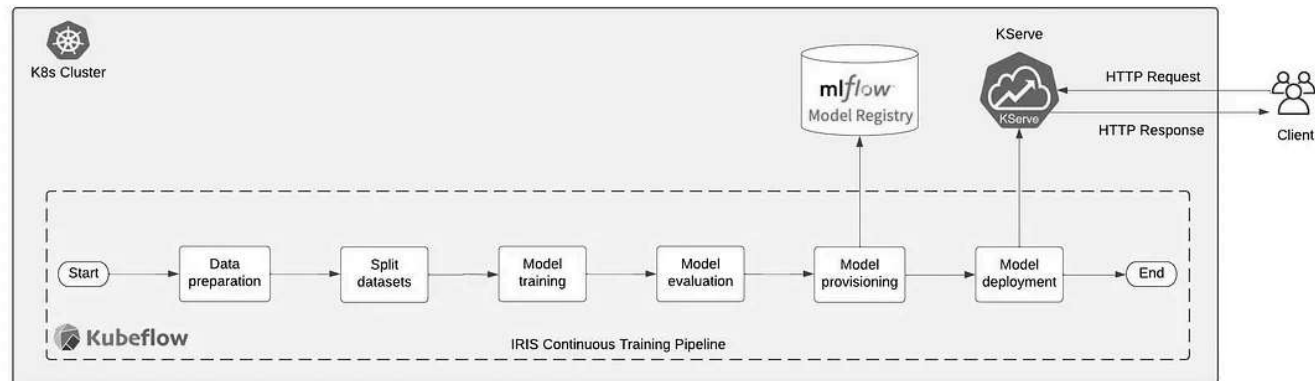 K8s Cluster
mlflow
Model Registry
KServe
KServe
HTTP Request
HTTP Response
Client
Start
Data
preparation
Split
datasets
Model
training
Model
evaluation
Model
provisioning
Model
deployment
End
Kubeflow
IRIS Continuous Training Pipeline